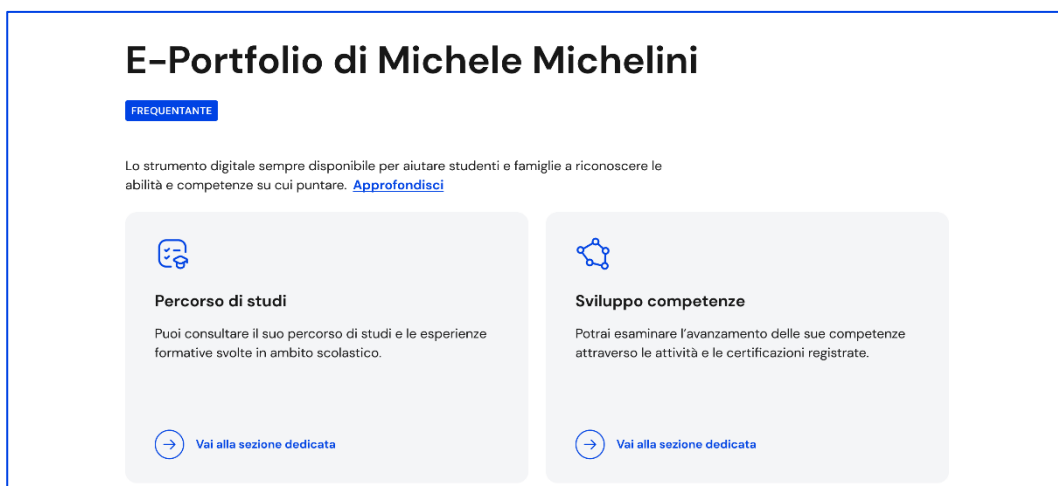 E-Portfolio di Michele Michelini
FREQUENTANTE
Lo strumento digitale sempre disponibile per aiutare studenti e famiglie a riconoscere le
abilità e competenze su cui puntare. Approfondisci
Percorso di studi
Puoi consultare il suo percorso di studi e le esperienze
formative svolte in ambito scolastico.
Vai alla sezione dedicata
Sviluppo competenze
Potrai esaminare l’avanzamento delle sue competenze
attraverso le attività e le certificazioni registrate.
Vai alla sezione dedicata